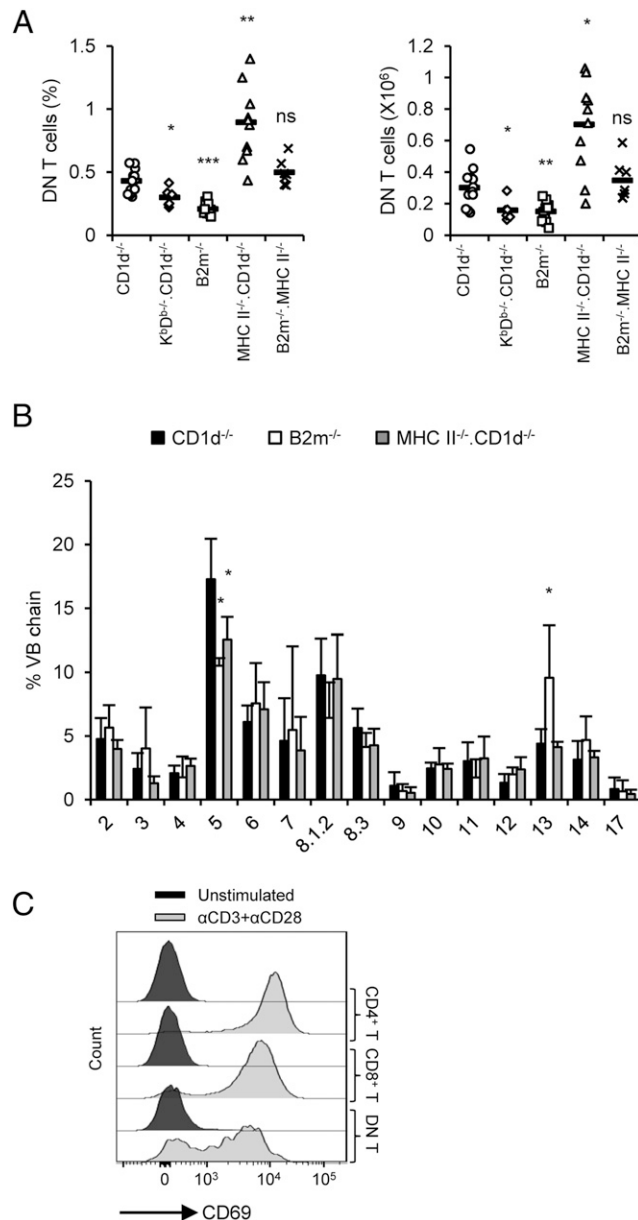 A
DN T cells (%)
1.5
1
0.5
0
*
***
**
ns
CD1d-/-
KbDb-/-.CD1d-/-
B2m-/-
MHC II-/-.CD1d-/-
B2m-/-.MHC II-/-
DN T cells (X10⁶)
1.2
1
0.8
0.6
0.4
0.2
0
*
**
*
ns
CD1d-/-
KbDb-/-.CD1d-/-
B2m-/-
MHC II-/-.CD1d-/-
B2m-/-.MHC II-/-
B
CD1d-/- B2m-/- MHC II-/-.CD1d-/-
% VB chain
25
20
15
10
5
0
*
*
*
2 3 4 5 6 7 8.1.2 8.3 9 10 11 12 13 14 17
C
Unstimulated
αCD3+αCD28
Count
CD4⁺ T
CD8⁺ T
DN T
0 10³ 10⁴ 10⁵
CD69